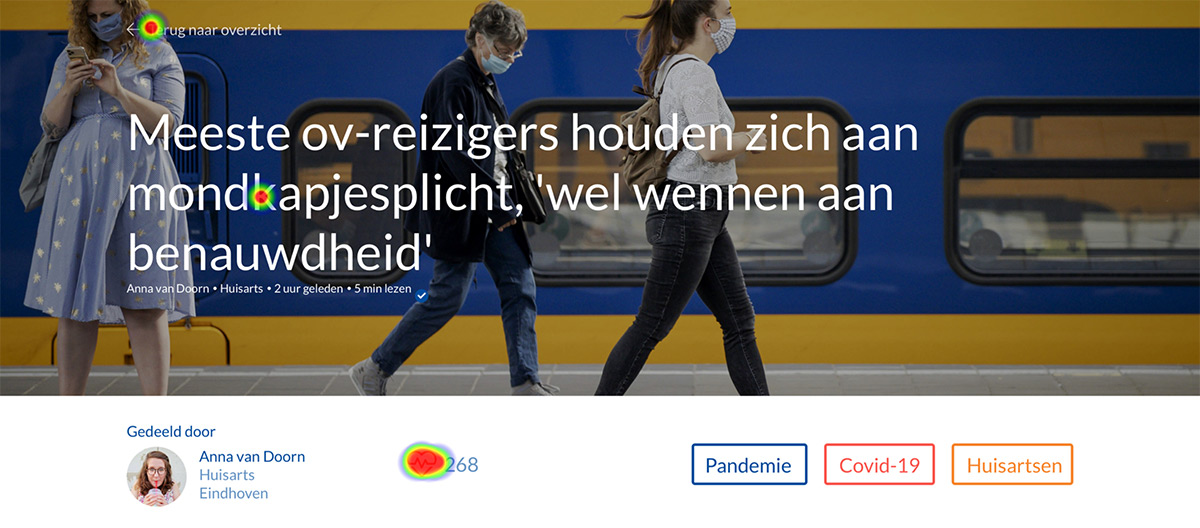 ← Terug naar overzicht
Meeste ov-reizigers houden zich aan
mondkapjesplicht, 'wel wennen aan
benauwdheid'
Anna van Doorn • Huisarts • 2 uur geleden • 5 min lezen
Gedeeld door
Anna van Doorn
Huisarts
Eindhoven
268
Pandemie
Covid-19
Huisartsen